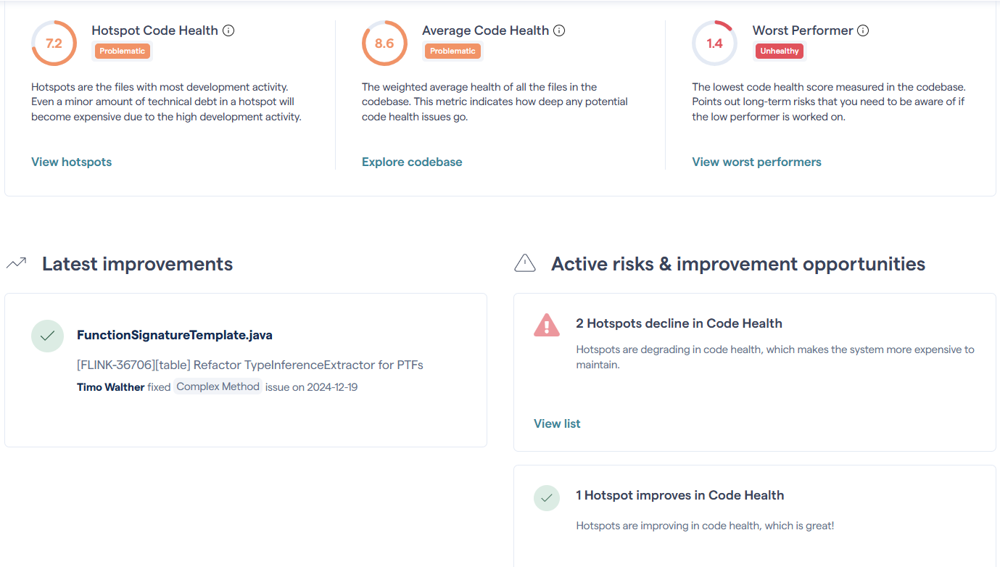 7.2
Hotspot Code Health
Problematic
Hotspots are the files with most development activity.
Even a minor amount of technical debt in a hotspot will
become expensive due to the high development activity.
View hotspots
8.6
Average Code Health
Problematic
The weighted average health of all the files in the
codebase. This metric indicates how deep any potential
code health issues go.
Explore codebase
1.4
Worst Performer
Unhealthy
The lowest code health score measured in the codebase.
Points out long-term risks that you need to be aware of if
the low performer is worked on.
View worst performers
Latest improvements
FunctionSignatureTemplate.java
[FLINK-36706][table] Refactor TypeInferenceExtractor for PTFs
Timo Walther fixed Complex Method issue on 2024-12-19
Active risks & improvement opportunities
2 Hotspots decline in Code Health
Hotspots are degrading in code health, which makes the system more expensive to
maintain.
View list
1 Hotspot improves in Code Health
Hotspots are improving in code health, which is great!